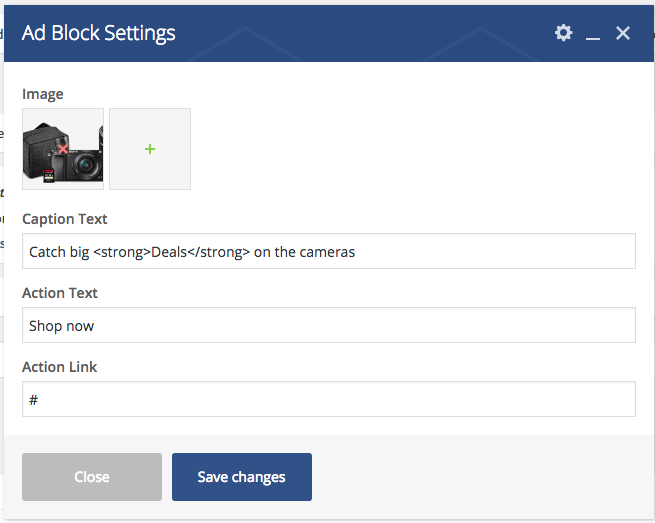 Ad Block Settings
Image
Caption Text
Catch big <strong>Deals</strong> on the cameras
Action Text
Shop now
Action Link
#
Close
Save changes